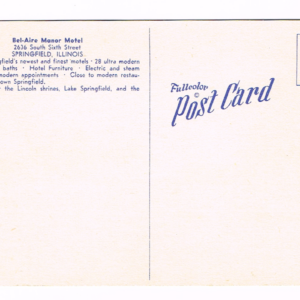 Bel-Aire Manor Motel
2636 South Sixth Street
SPRINGFIELD, ILLINOIS
gfield's newest and finest motels · 28 ultra modern
baths · Hotel Furniture · Electric and steam
modern appointments · Close to modern restau-
own Springfield.
the Lincoln shrines, Lake Springfield, and the
Fullcolor
©
Post Card